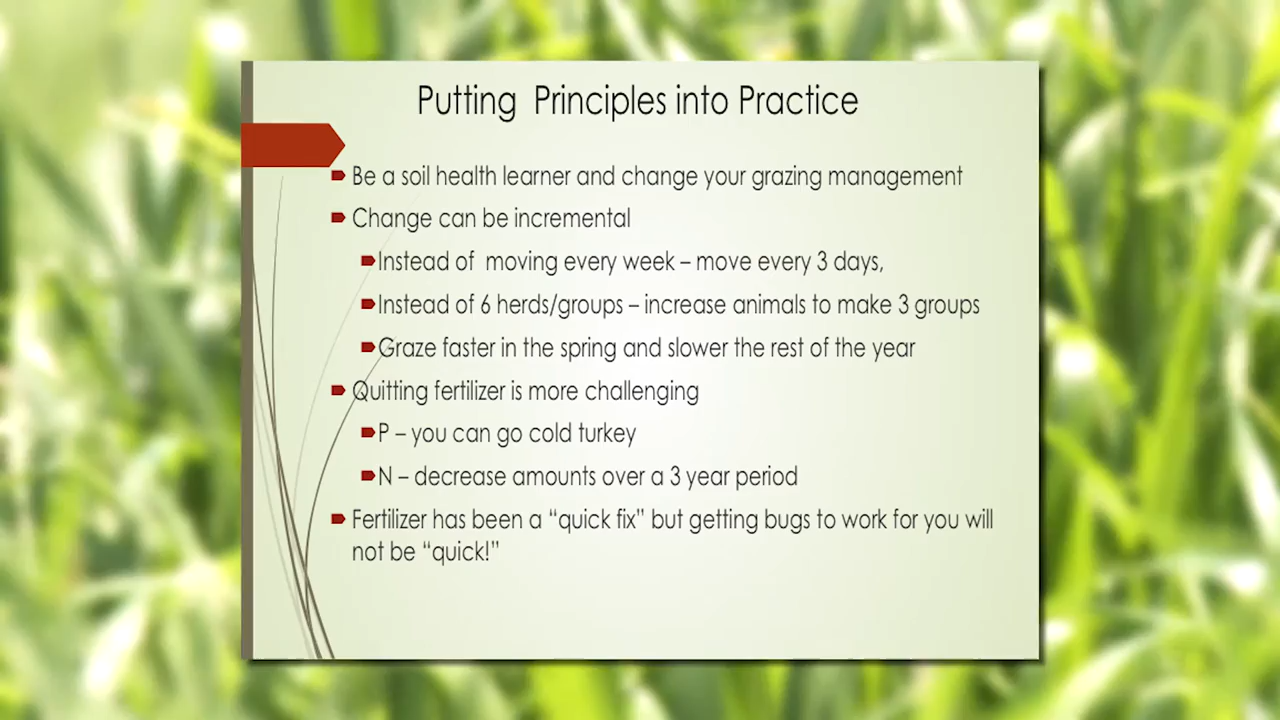 Putting Principles into Practice
Be a soil health learner and change your grazing management
Change can be incremental
Instead of moving every week – move every 3 days,
Instead of 6 herds/groups – increase animals to make 3 groups
Graze faster in the spring and slower the rest of the year
Quitting fertilizer is more challenging
P – you can go cold turkey
N – decrease amounts over a 3 year period
Fertilizer has been a “quick fix” but getting bugs to work for you will
not be “quick!”